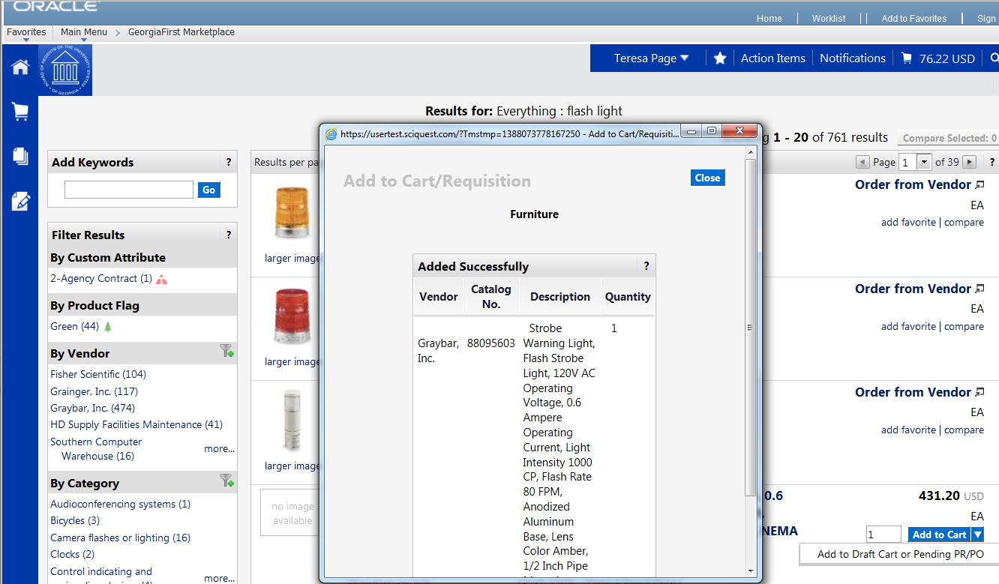 ORACLE
Home Worklist Add to Favorites Sign
Favorites Main Menu > GeorgiaFirst Marketplace
BOARD OF REGENTS OF THE UNIVERSITY SYSTEM OF GEORGIA
Teresa Page Action Items Notifications 76.22 USD
Results for: Everything : flash light
https://usertest.sciquest.com/?Tmstmp=1388073778167250 - Add to Cart/Requisiti...
g 1 - 20 of 761 results Compare Selected: 0
Add Keywords ?
Go
Results per pa
Page 1 of 39 ?
Add to Cart/Requisition Close
Furniture
Added Successfully ?
Vendor Catalog No. Description Quantity
Graybar, Inc.
88095603
Strobe
Warning Light,
Flash Strobe
Light, 120V AC
Operating
Voltage, 0.6
Ampere
Operating
Current, Light
Intensity 1000
CP, Flash Rate
80 FPM,
Anodized
Aluminum
Base, Lens
Color Amber,
1/2 Inch Pipe
1
Filter Results ?
By Custom Attribute
2-Agency Contract (1)
By Product Flag
Green (44)
By Vendor
Fisher Scientific (104)
Grainger, Inc. (117)
Graybar, Inc. (474)
HD Supply Facilities Maintenance (41)
Southern Computer
Warehouse (16) more...
By Category
Audioconferencing systems (1)
Bicycles (3)
Camera flashes or lighting (16)
Clocks (2)
Control indicating and
more...
larger image
larger image
larger image
no image
available
Order from Vendor
EA
add favorite | compare
Order from Vendor
EA
add favorite | compare
Order from Vendor
EA
add favorite | compare
0.6 431.20 USD
EA
NEMA 1 Add to Cart
Add to Draft Cart or Pending PR/PO